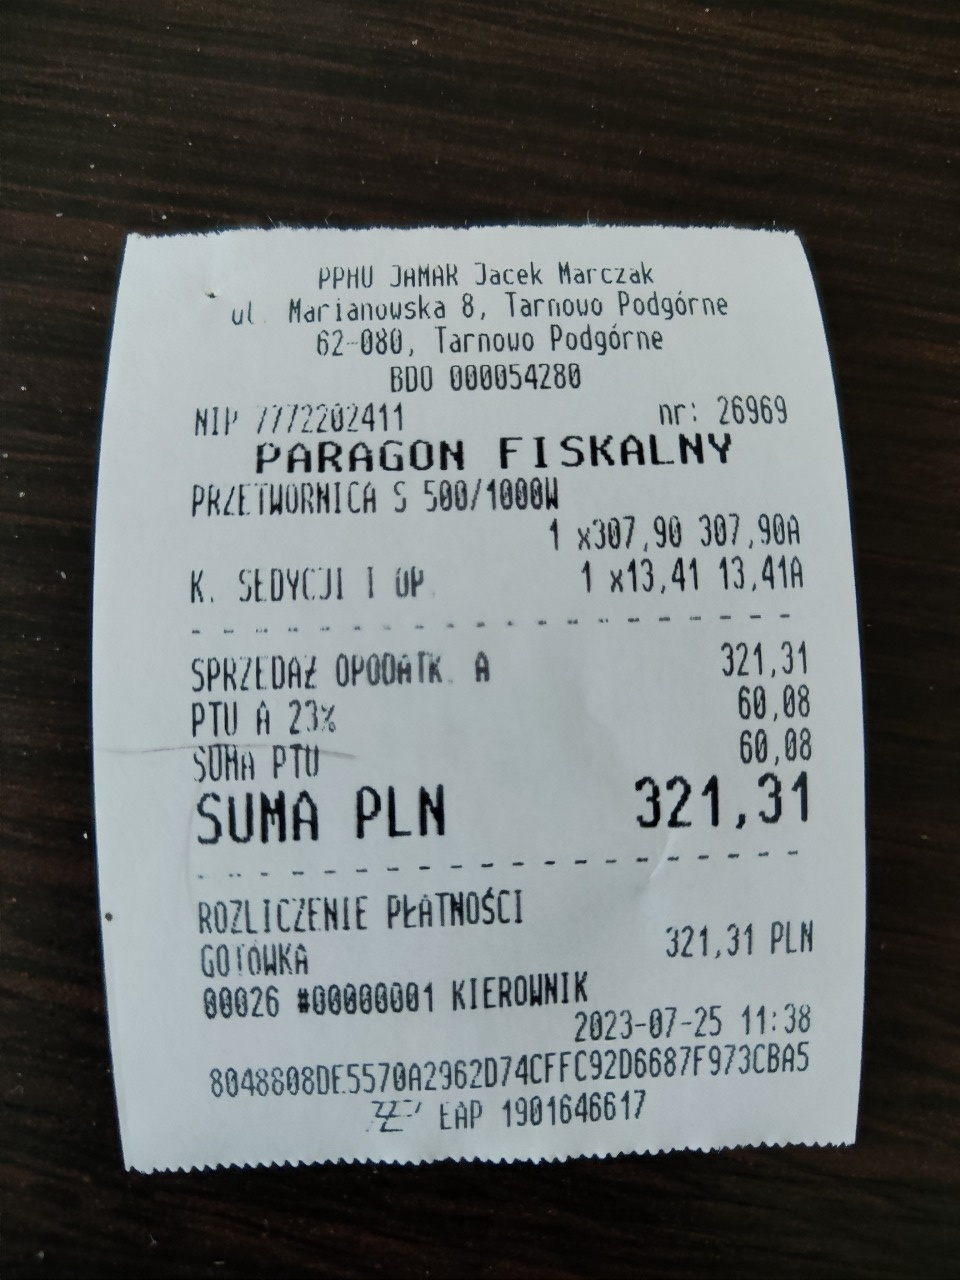 PPHU JAMAR Jacek Marczak
ul. Marianowska 8, Tarnowo Podgórne
62-080, Tarnowo Podgórne
BDO 000054280
NIP 7772202411 nr: 26969
PARAGON FISKALNY
PRZETWORNICA S 500/1000W
1 x307,90 307,90A
K. SEDYCJI I OP. 1 x13,41 13,41A
SPRZEDAŻ OPODATK. A 321,31
PTU A 23% 60,08
SUMA PTU 60,08
SUMA PLN 321,31
ROZLICZENIE PŁATNOŚCI
GOTÓWKA 321,31 PLN
00026 #00000001 KIEROWNIK
2023-07-25 11:38
8048808DE5570A2962D74CFFC92D6687F973CBA5
EAP 1901646617